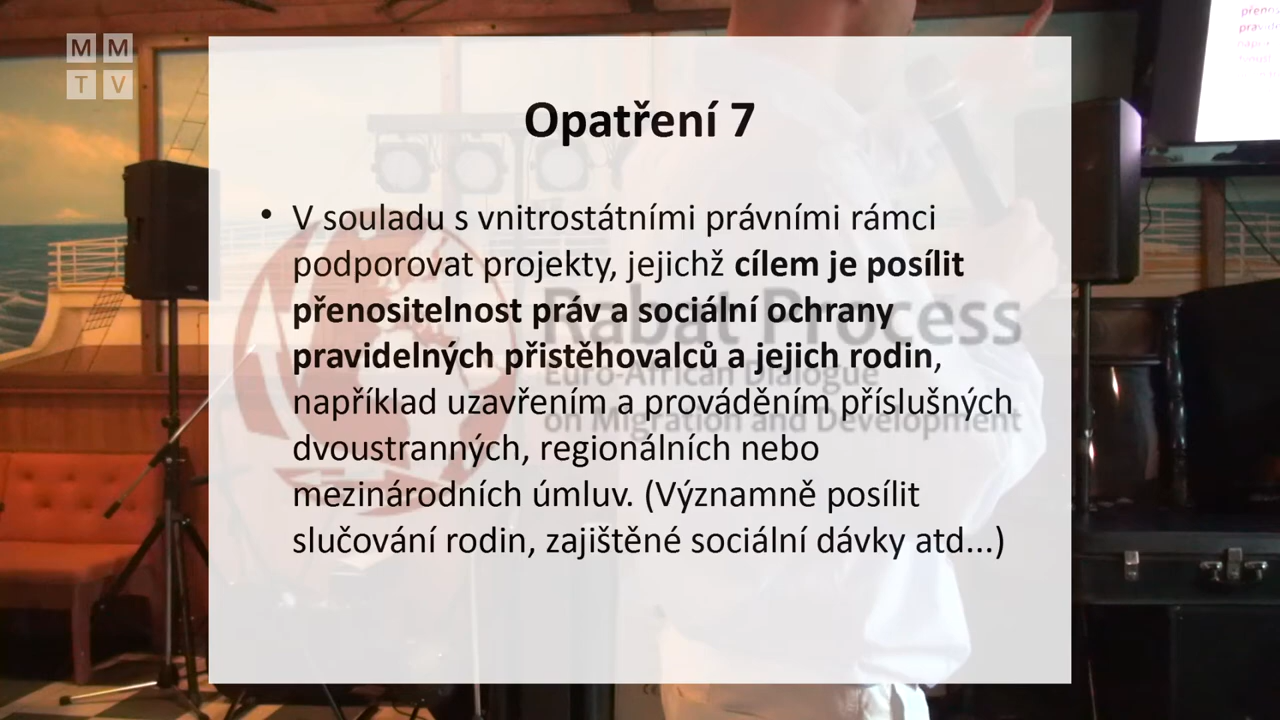 M M
T V
Opatření 7
• V souladu s vnitrostátními právními rámci
podporovat projekty, jejichž cílem je posílit
přenositelnost práv a sociální ochrany
pravidelných přistěhovalců a jejich rodin,
například uzavřením a prováděním příslušných
dvoustranných, regionálních nebo
mezinárodních úmluv. (Významně posílit
slučování rodin, zajištěné sociální dávky atd...)
Rabat Process
Euro-African Dialogue
on Migration and Development